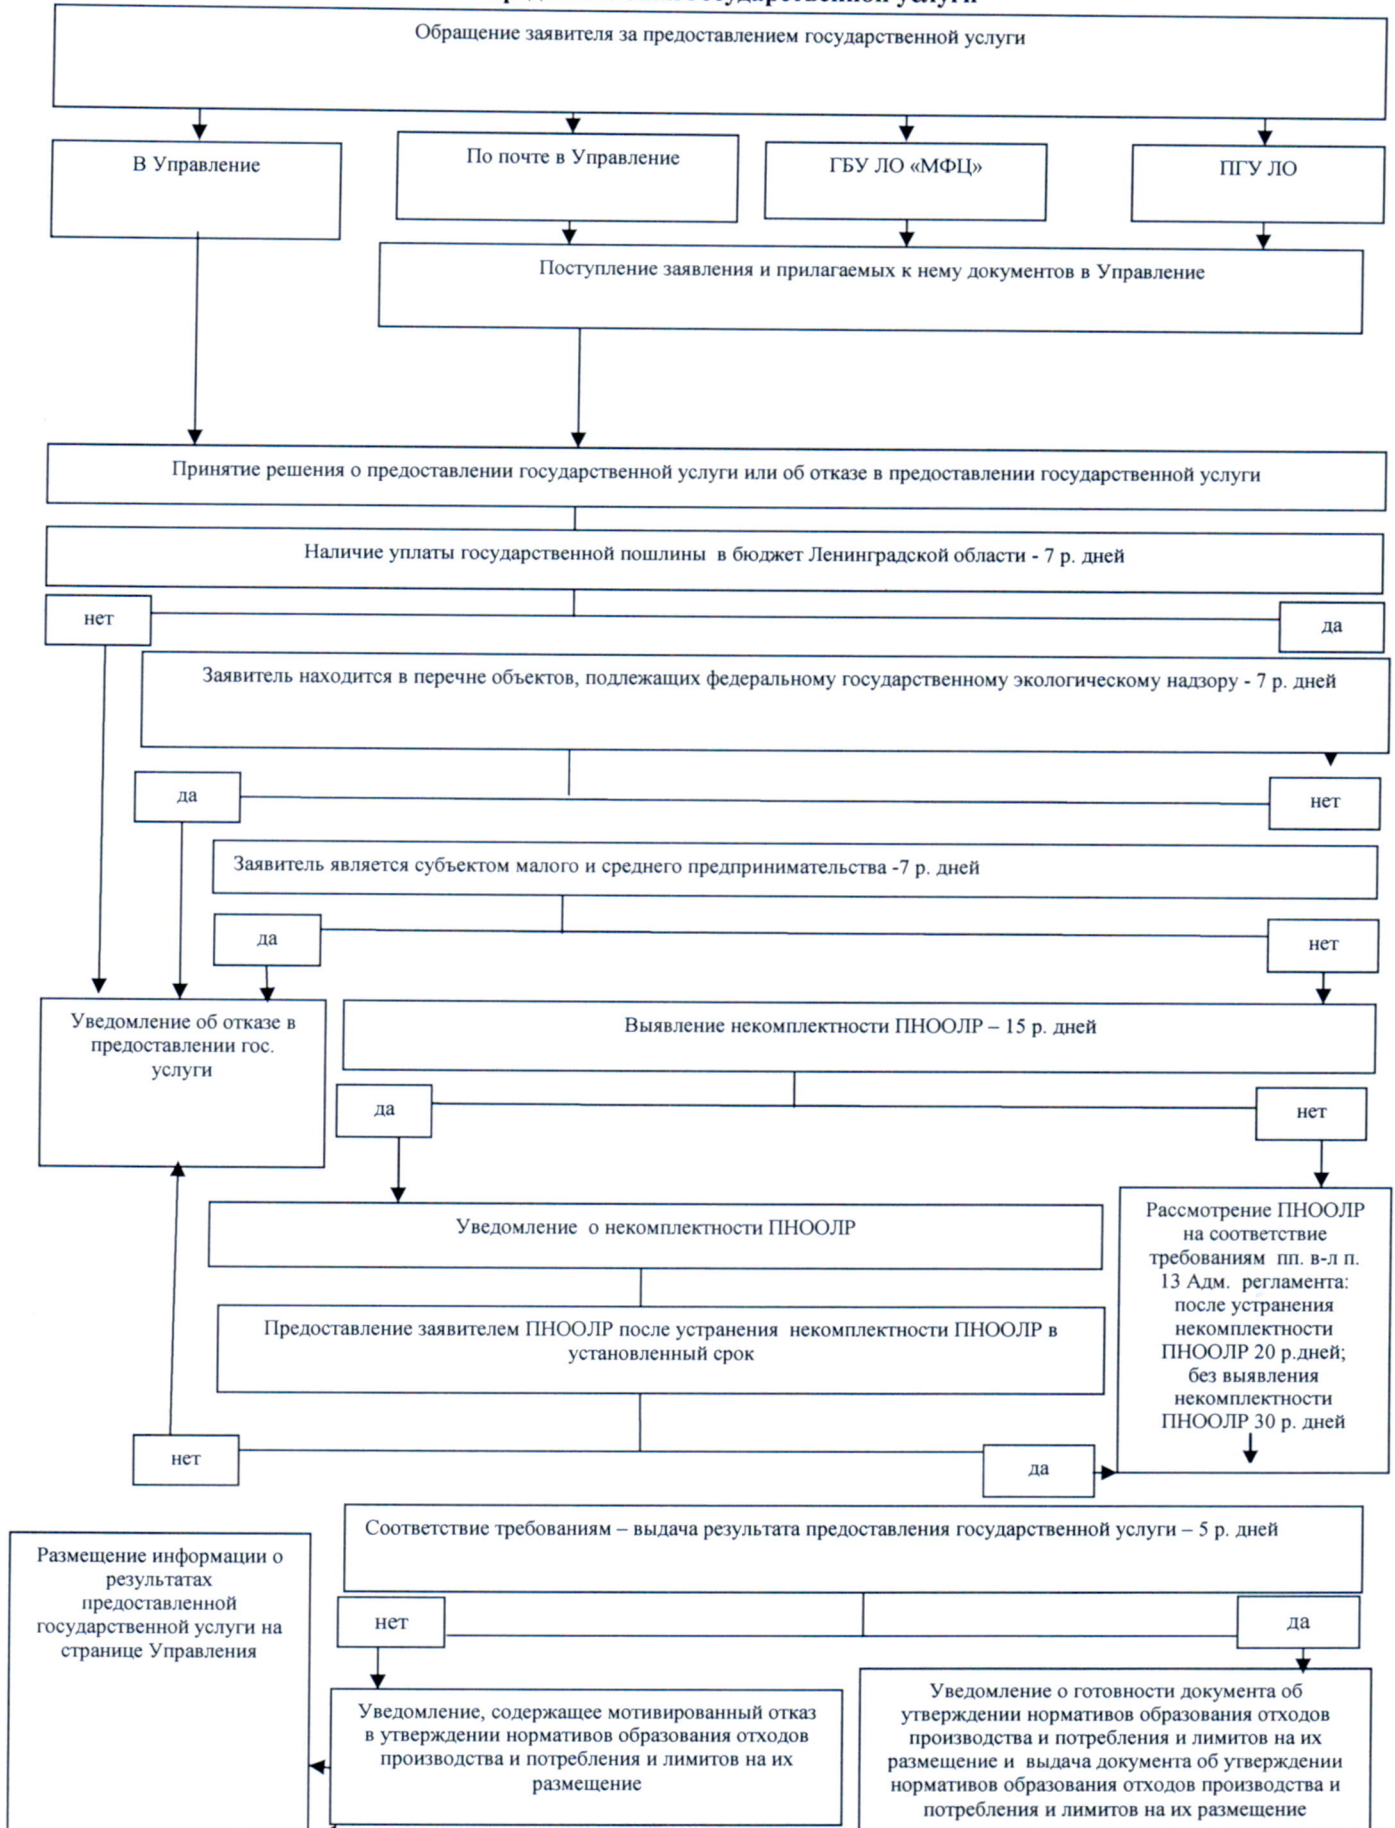 государственной услуги
Обращение заявителя за предоставлением государственной услуги
В Управление
По почте в Управление
ГБУ ЛО «МФЦ»
ПГУ ЛО
Поступление заявления и прилагаемых к нему документов в Управление
Принятие решения о предоставлении государственной услуги или об отказе в предоставлении государственной услуги
Наличие уплаты государственной пошлины в бюджет Ленинградской области - 7 р. дней
нет
да
Заявитель находится в перечне объектов, подлежащих федеральному государственному экологическому надзору - 7 р. дней
да
нет
Заявитель является субъектом малого и среднего предпринимательства -7 р. дней
да
нет
Уведомление об отказе в
предоставлении гос.
услуги
Выявление некомплектности ПНООЛР – 15 р. дней
да
нет
Уведомление о некомплектности ПНООЛР
Рассмотрение ПНООЛР
на соответствие
требованиям пп. в-л п.
13 Адм. регламента:
после устранения
некомплектности
ПНООЛР 20 р.дней;
без выявления
некомплектности
ПНООЛР 30 р. дней
Предоставление заявителем ПНООЛР после устранения некомплектности ПНООЛР в
установленный срок
нет
да
Соответствие требованиям – выдача результата предоставления государственной услуги – 5 р. дней
Размещение информации о
результатах
предоставленной
государственной услуги на
странице Управления
нет
да
Уведомление, содержащее мотивированный отказ
в утверждении нормативов образования отходов
производства и потребления и лимитов на их
размещение
Уведомление о готовности документа об
утверждении нормативов образования отходов
производства и потребления и лимитов на их
размещение и выдача документа об утверждении
нормативов образования отходов производства и
потребления и лимитов на их размещение